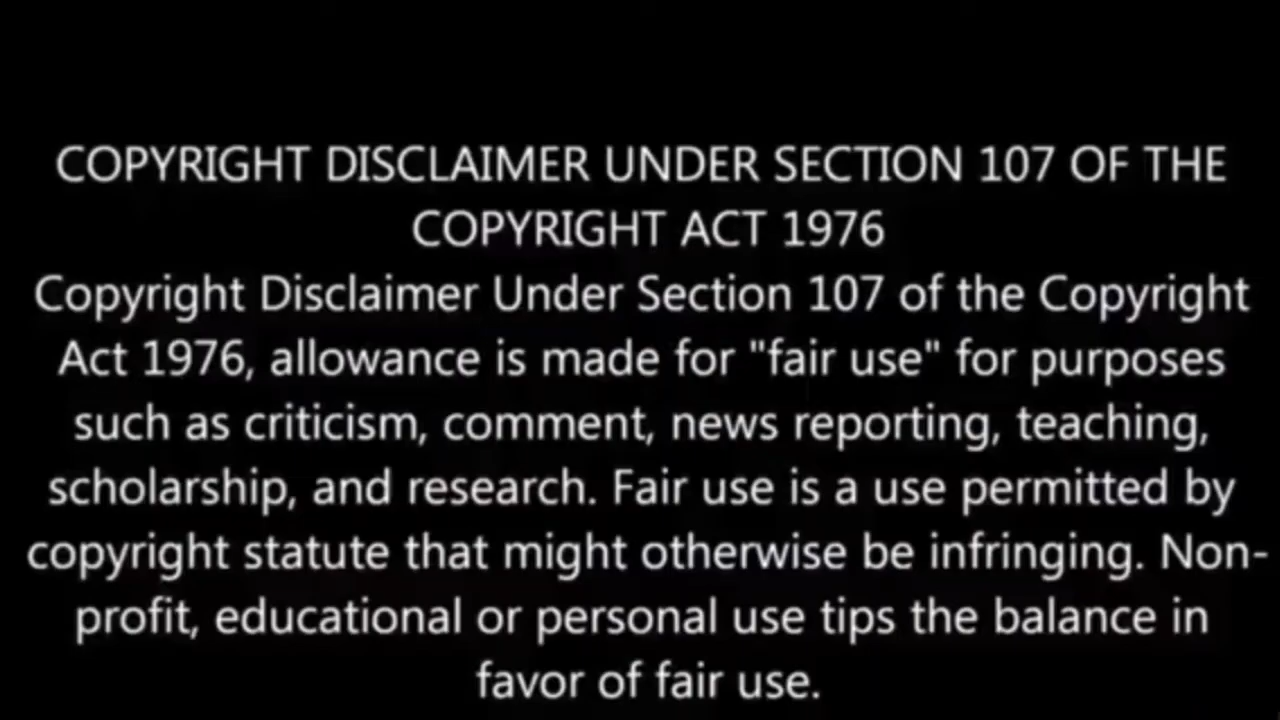 COPYRIGHT DISCLAIMER UNDER SECTION 107 OF THE
COPYRIGHT ACT 1976
Copyright Disclaimer Under Section 107 of the Copyright
Act 1976, allowance is made for "fair use" for purposes
such as criticism, comment, news reporting, teaching,
scholarship, and research. Fair use is a use permitted by
copyright statute that might otherwise be infringing. Non-
profit, educational or personal use tips the balance in
favor of fair use.